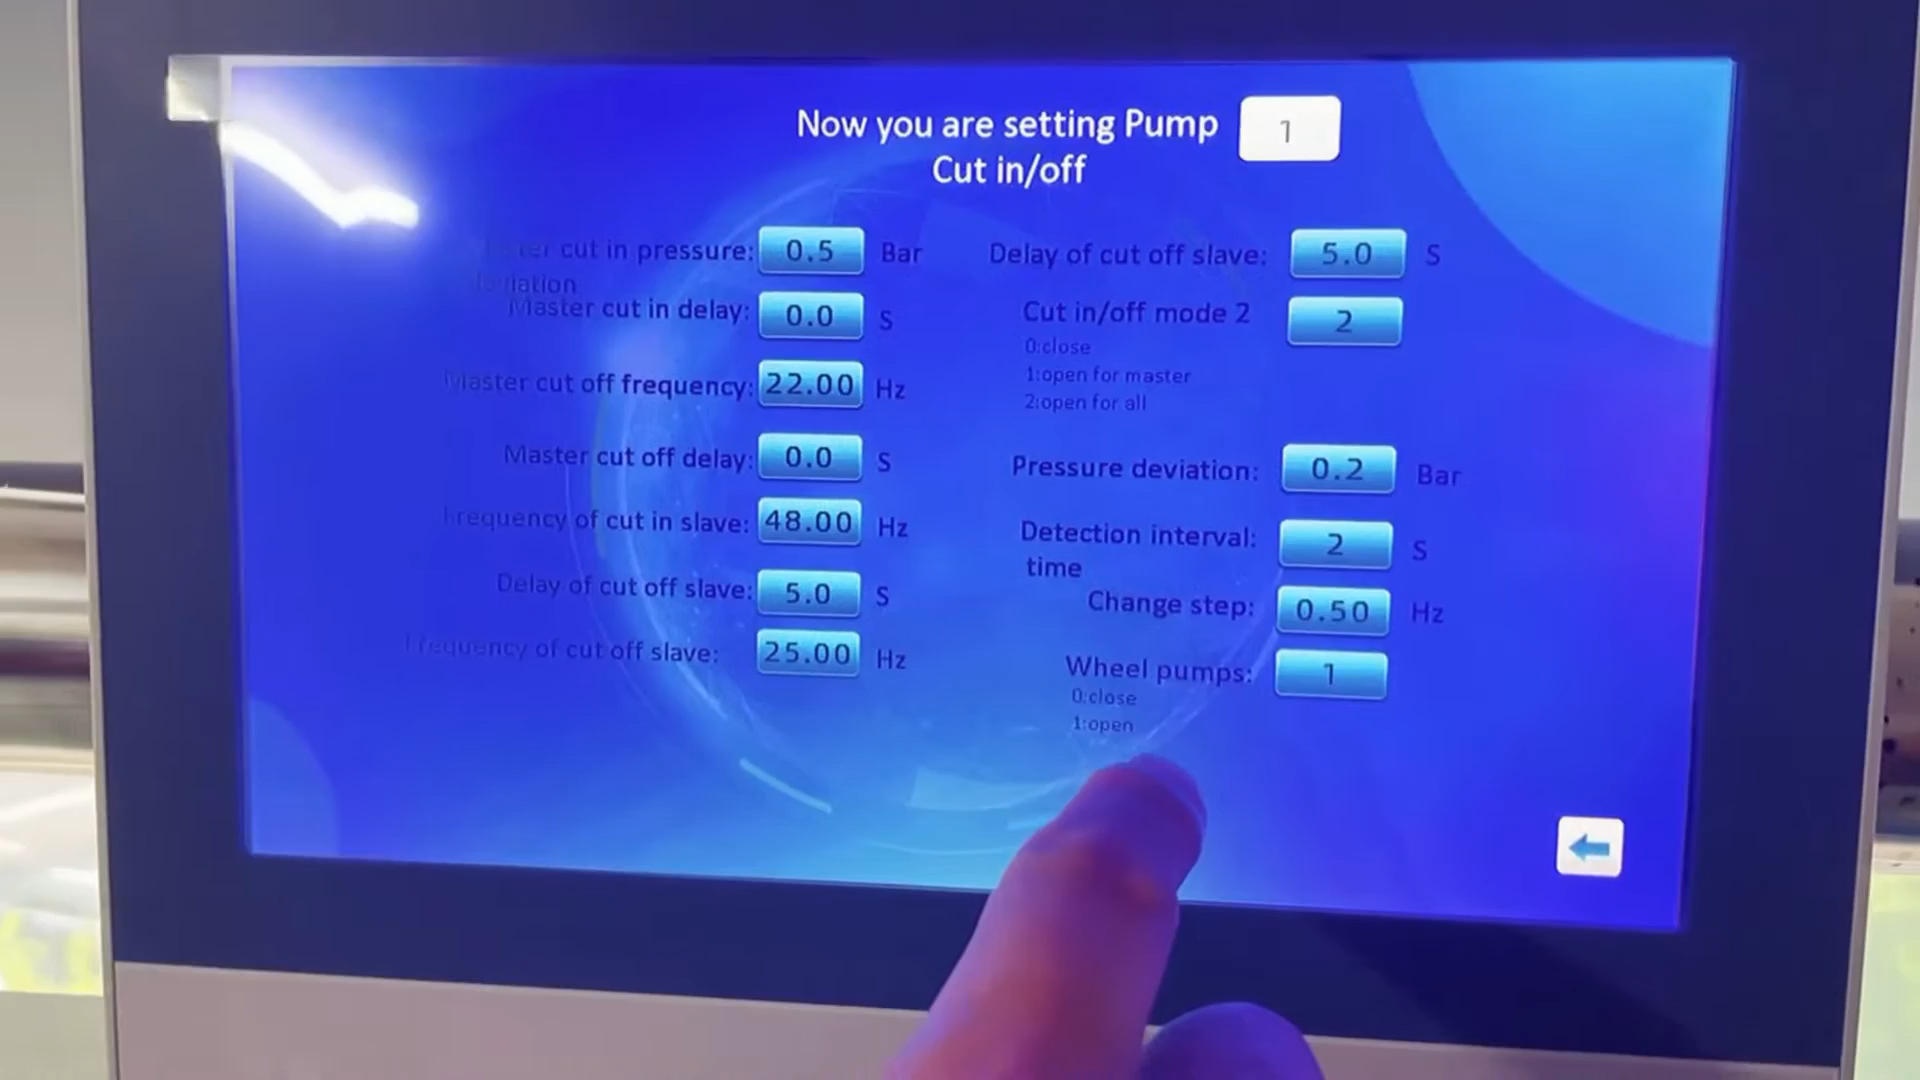 Now you are setting Pump 1
Cut in/off
cut in pressure: 0.5 Bar
deviation
Master cut in delay: 0.0 S
Master cut off frequency: 22.00 Hz
Master cut off delay: 0.0 S
Frequency of cut in slave: 48.00 Hz
Delay of cut off slave: 5.0 S
Frequency of cut off slave: 25.00 Hz
Delay of cut off slave: 5.0 S
Cut in/off mode 2 2
0:close
1:open for master
2:open for all
Pressure deviation: 0.2 Bar
Detection interval: 2 S
time
Change step: 0.50 Hz
Wheel pumps: 1
0:close
1:open